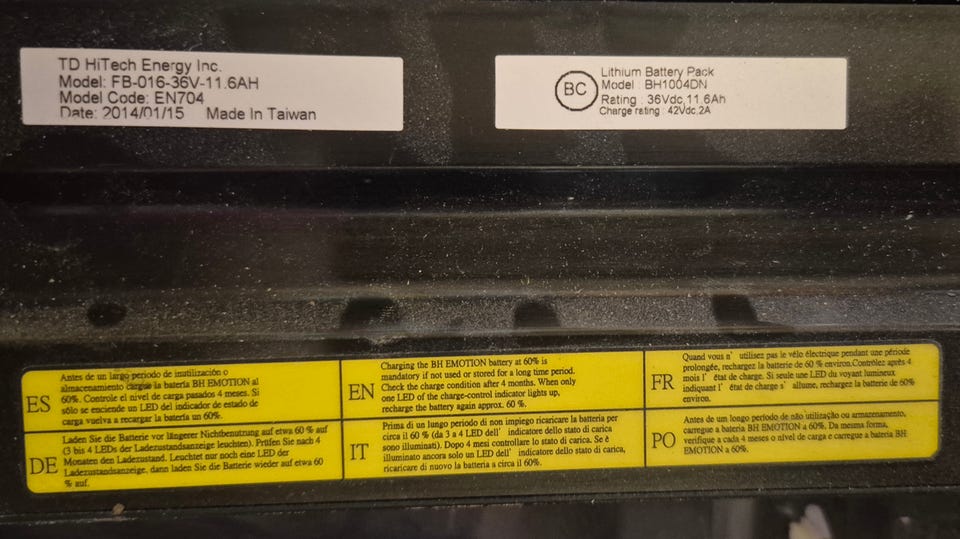 TD HiTech Energy Inc.
Model: FB-016-36V-11.6AH
Model Code: EN704
Date: 2014/01/15 Made In Taiwan
BC
Lithium Battery Pack
Model : BH1004DN
Rating : 36Vdc,11.6Ah
Charge rating : 42Vdc,2A
ES
Antes de un largo periodo de inutilización o
almacenamiento cargue la batería BH EMOTION al
60%. Controle el nivel de carga pasados 4 meses. Si
sólo se enciende un LED del indicador de estado de
carga vuelva a recargar la batería un 60%.
EN
Charging the BH EMOTION battery at 60% is
mandatory if not used or stored for a long time period.
Check the charge condition after 4 months. When only
one LED of the charge-control indicator lights up,
recharge the battery again approx. 60 %.
FR
Quand vous n' utilisez pas le vélo électrique pendant une période
prolongée, rechargez la batterie de 60 % environ.Contrôlez après 4
mois l' état de charge. Si seule une LED du voyant lumineux
indiquant l' état de charge s' allume, rechargez la batterie de 60%
environ.
DE
Laden Sie die Batterie vor längerer Nichtbenutzung auf etwa 60 % auf
(3 bis 4 LEDs der Ladezustandsanzeige leuchten). Prüfen Sie nach 4
Monaten den Ladezustand. Leuchtet nur noch eine LED der
Ladezustandsanzeige, dann laden Sie die Batterie wieder auf etwa 60
% auf.
IT
Prima di un lungo periodo di non impiego ricaricare la batteria per
circa il 60 % (da 3 a 4 LED dell' indicatore dello stato di carica
sono illuminati). Dopo 4 mesi controllare lo stato di carica. Se è
illuminato ancora solo un LED dell' indicatore dello stato di carica,
ricaricare di nuovo la batteria a circa il 60%.
PO
Antes de um longo período de não utilização ou armazenamento,
carregue a bateria BH EMOTION a 60%. Da mesma forma,
verifique a cada 4 meses o nível de carga e carregue a bateria BH
EMOTION a 60%.